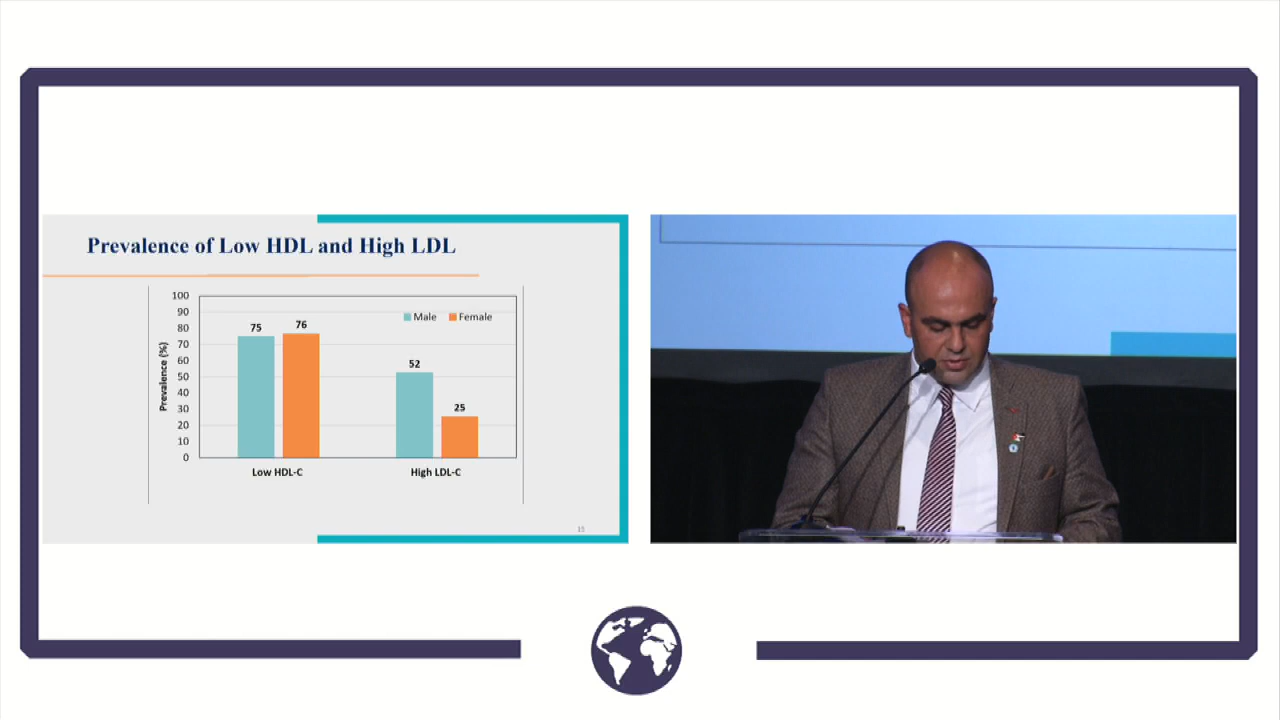 Prevalence of Low HDL and High LDL
Prevalence (%)
100
90
80
70
60
50
40
30
20
10
0
Male
Female
75
76
52
25
Low HDL-C
High LDL-C
15